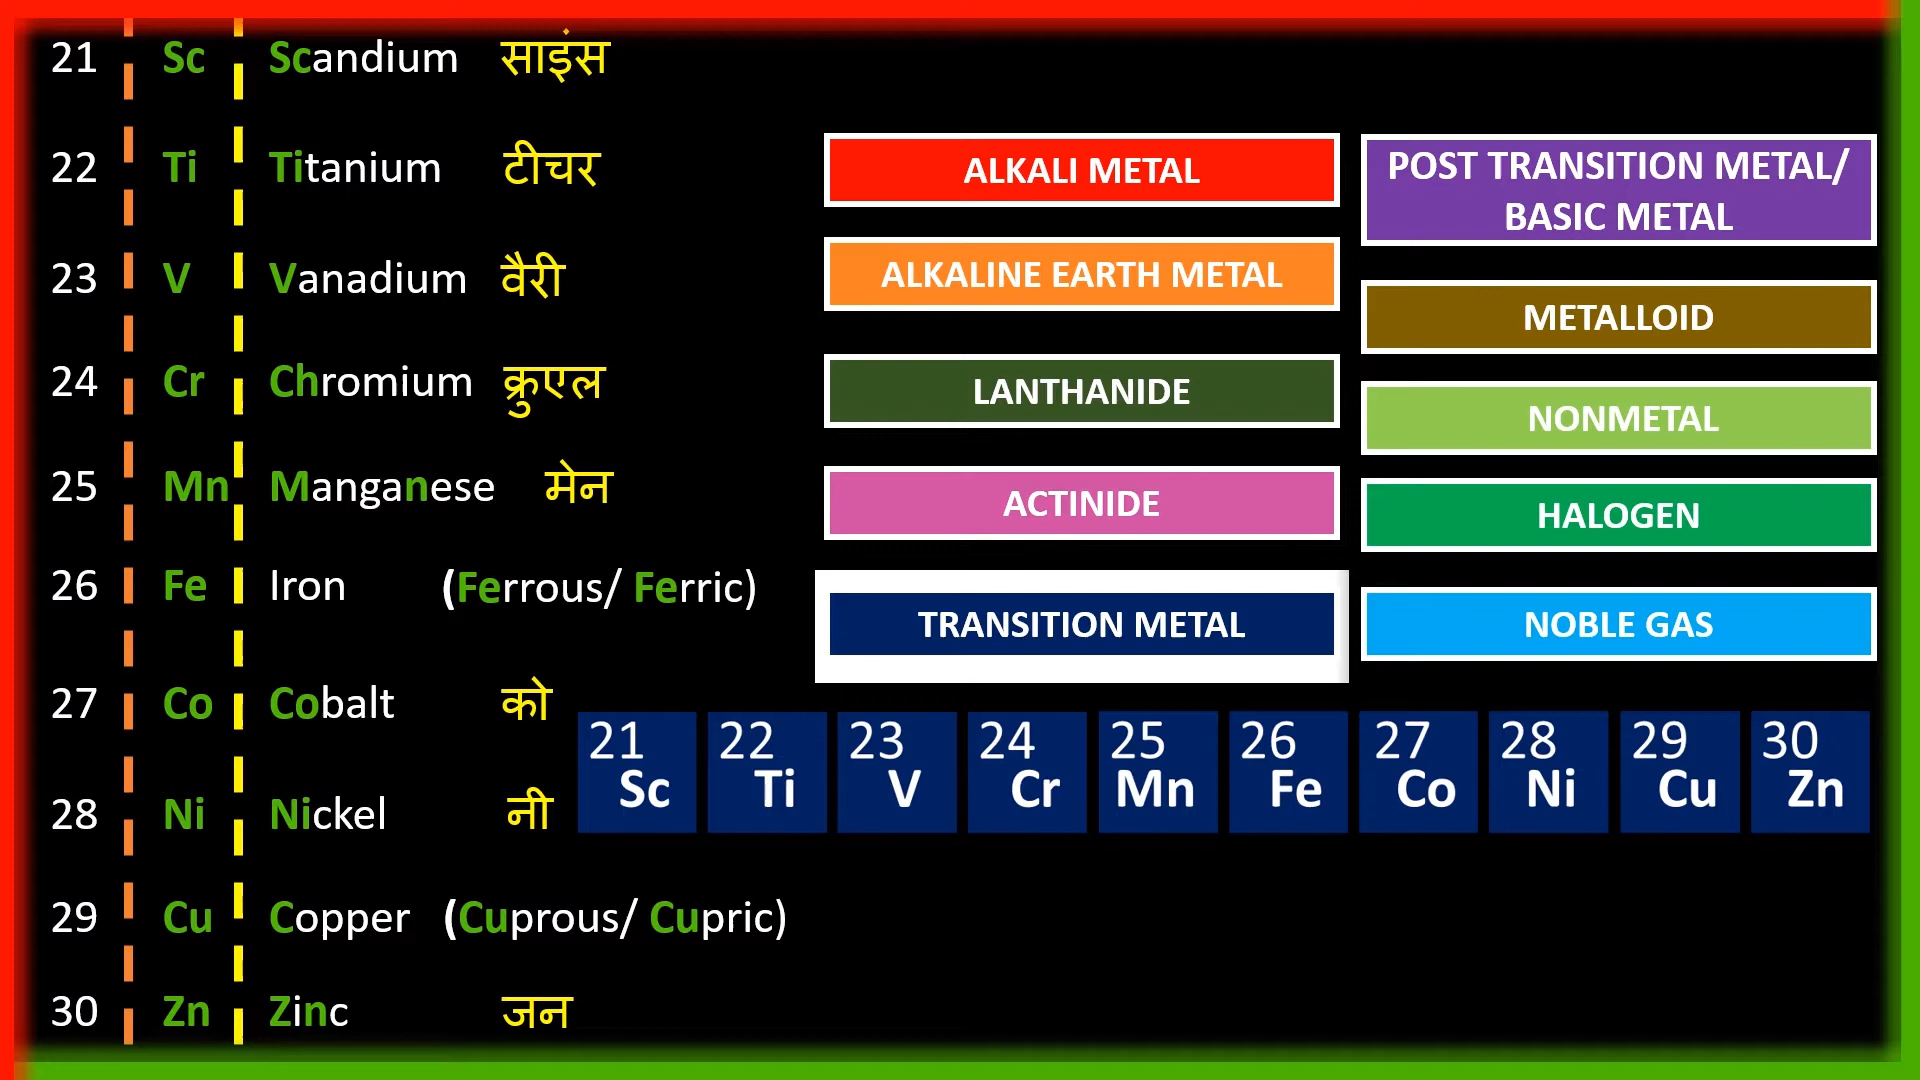 21 Sc Scandium साइंस
22 Ti Titanium टीचर
23 V Vanadium वैरी
24 Cr Chromium क्रुएल
25 Mn Manganese मेन
26 Fe Iron (Ferrous/ Ferric)
27 Co Cobalt को
28 Ni Nickel नी
29 Cu Copper (Cuprous/ Cupric)
30 Zn Zinc जन
ALKALI METAL
ALKALINE EARTH METAL
LANTHANIDE
ACTINIDE
TRANSITION METAL
POST TRANSITION METAL/
BASIC METAL
METALLOID
NONMETAL
HALOGEN
NOBLE GAS
21 22 23 24 25 26 27 28 29 30
Sc Ti V Cr Mn Fe Co Ni Cu Zn